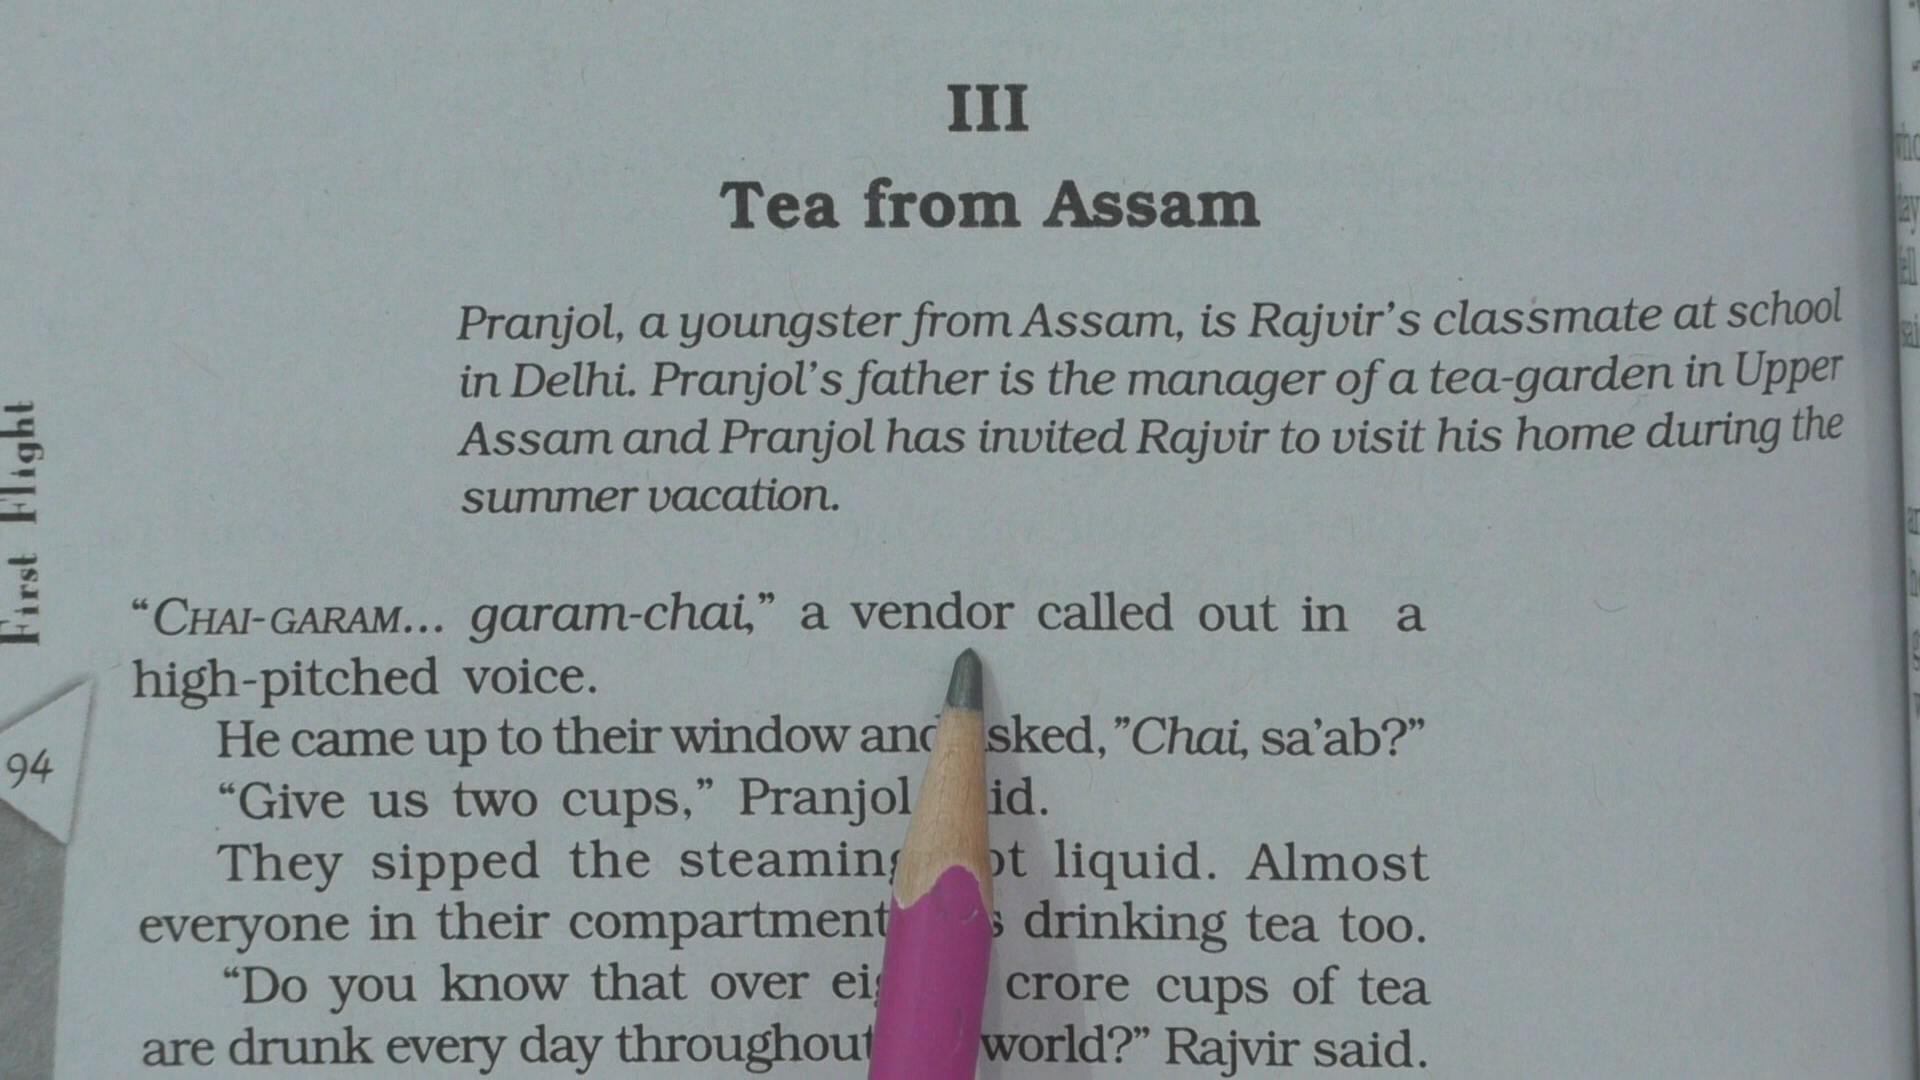 III
Tea from Assam
Pranjol, a youngster from Assam, is Rajvir's classmate at school
in Delhi. Pranjol's father is the manager of a tea-garden in Upper
Assam and Pranjol has invited Rajvir to visit his home during the
summer vacation.
“CHAI-GARAM... garam-chai,” a vendor called out in a
high-pitched voice.
He came up to their window and sked, ”Chai, sa'ab?”
“Give us two cups,” Pranjol id.
They sipped the steaming ot liquid. Almost
everyone in their compartment s drinking tea too.
“Do you know that over ei crore cups of tea
are drunk every day throughout world?” Rajvir said.
First Flight
94